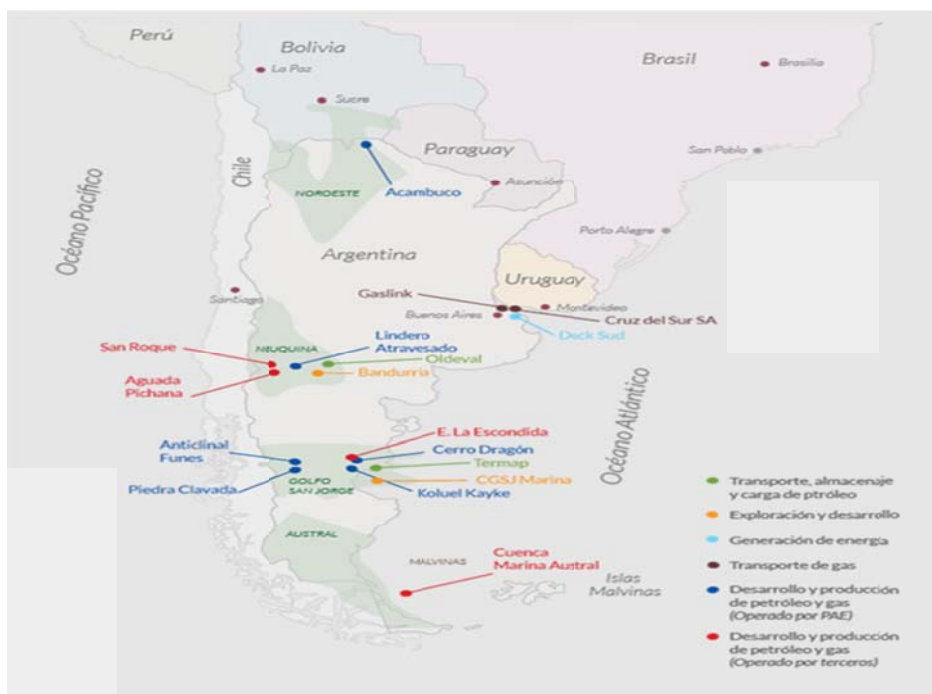 Perú
Bolivia
La Paz
Brasil
Brasilia
Sucre
Paraguay
San Pablo
Chile
NOROESTE
Acambuco
Asunción
Océano Pacífico
Porto Alegre
Argentina
Uruguay
Gaslink
Santiago
Montevideo
Buenos Aires
Cruz del Sur SA
Dock Sud
Lindero
Atravesado
San Roque
NEUQUINA
Oldeval
Aguada
Pichana
Bandurria
Océano Atlántico
E. La Escondida
Anticlinal
Funes
Cerro Dragón
Termap
Piedra Clavada
GOLFO
SAN JORGE
CGSJ Marina
Koluel Kayke
AUSTRAL
Cuenca
Marina Austral
MALVINAS
Islas
Malvinas
Transporte, almacenaje
y carga de ptróleo
Exploración y desarrollo
Generación de energía
Transporte de gas
Desarrollo y producción
de petróleo y gas
(Operado por PAE)
Desarrollo y producción
de petróleo y gas
(Operado por terceros)